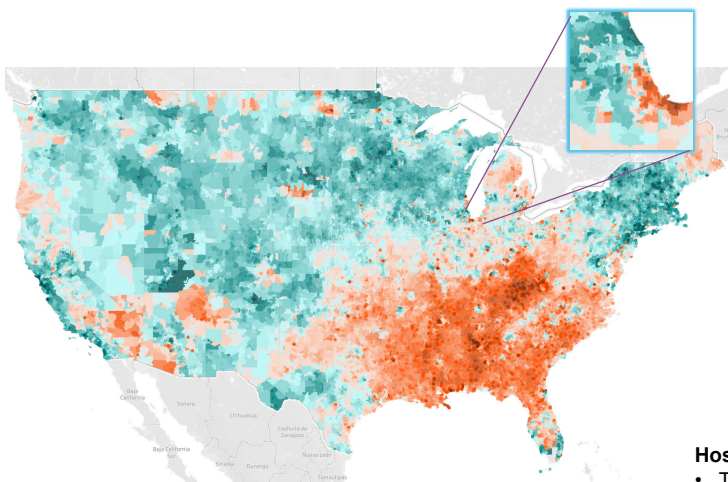 Baja
California
Sonora
Chihuahua
Coahuila de
Zaragoza
Baja California
Sur
Sinaloa
Durango
Nuevo León
Tamaulipas
Hos
• T